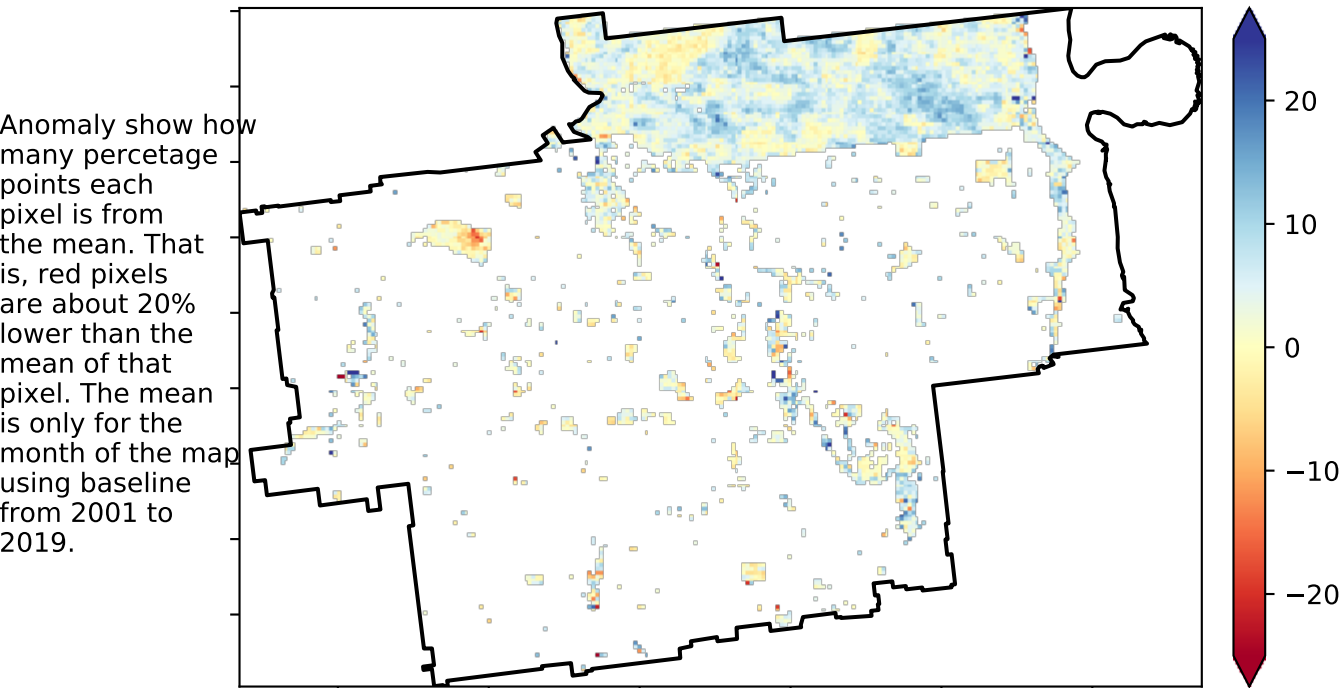 Anomaly show how
many percetage
points each
pixel is from
the mean. That
is, red pixels
are about 20%
lower than the
mean of that
pixel. The mean
is only for the
month of the map
using baseline
from 2001 to
2019.
20
10
0
−10
−20